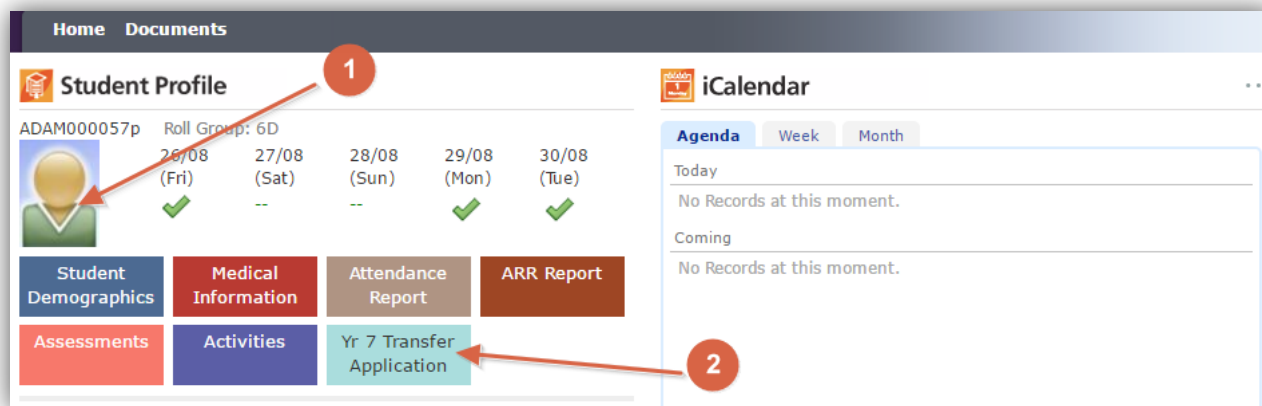 Home Documents
Student Profile
1
ADAM000057p Roll Group: 6D
26/08 27/08 28/08 29/08 30/08
(Fri) (Sat) (Sun) (Mon) (Tue)
-- --
Student Demographics
Medical Information
Attendance Report
ARR Report
Assessments
Activities
Yr 7 Transfer Application
2
iCalendar
Agenda Week Month
Today
No Records at this moment.
Coming
No Records at this moment.